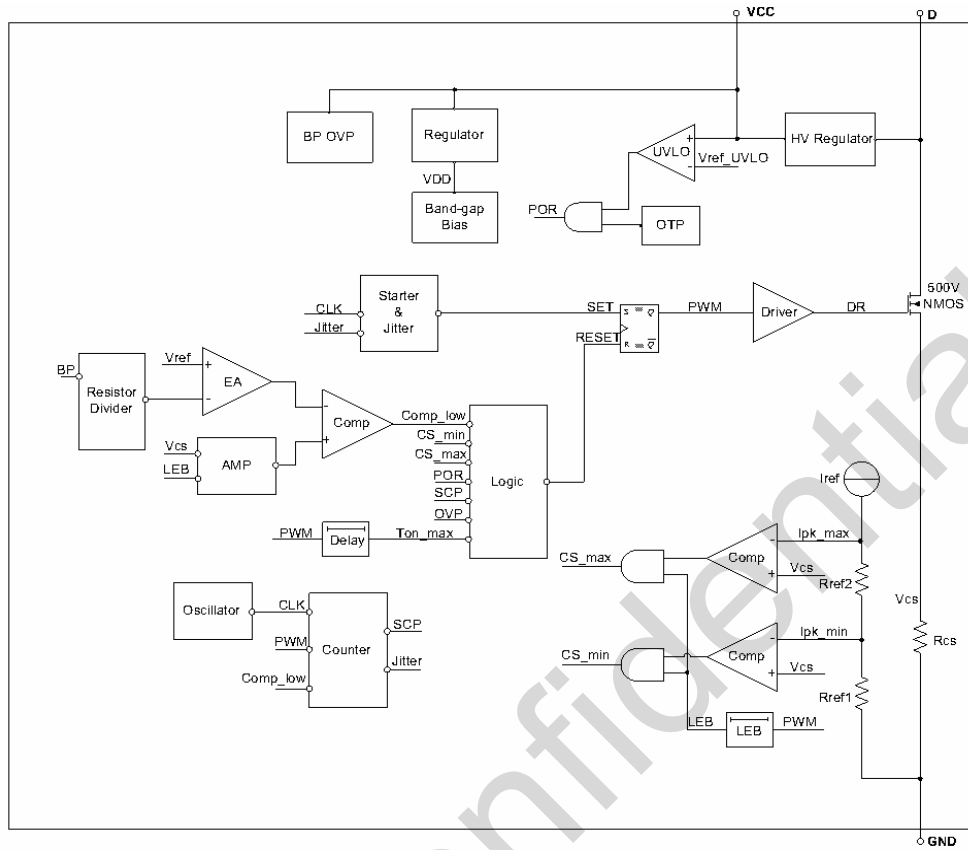 VCC
D
BP OVP
Regulator
UVLO
+
-
Vref_UVLO
HV Regulator
VDD
Band-gap
Bias
POR
OTP
500V
NMOS
CLK
Jitter
Starter
&
Jitter
SET
RESET
S Q
R Q
PWM
Driver
DR
BP
Resistor
Divider
Vref
+
-
EA
Vcs
LEB
AMP
-
+
Comp
Comp_low
CS_min
CS_max
POR
SCP
OVP
Ton_max
Logic
PWM
Delay
Iref
CS_max
Comp
-
+
Ipk_max
Vcs
Rref2
Oscillator
CLK
PWM
Comp_low
Counter
SCP
Jitter
CS_min
Comp
-
+
Ipk_min
Vcs
Rref1
Vcs
Rcs
LEB
LEB
PWM
GND
onfidential